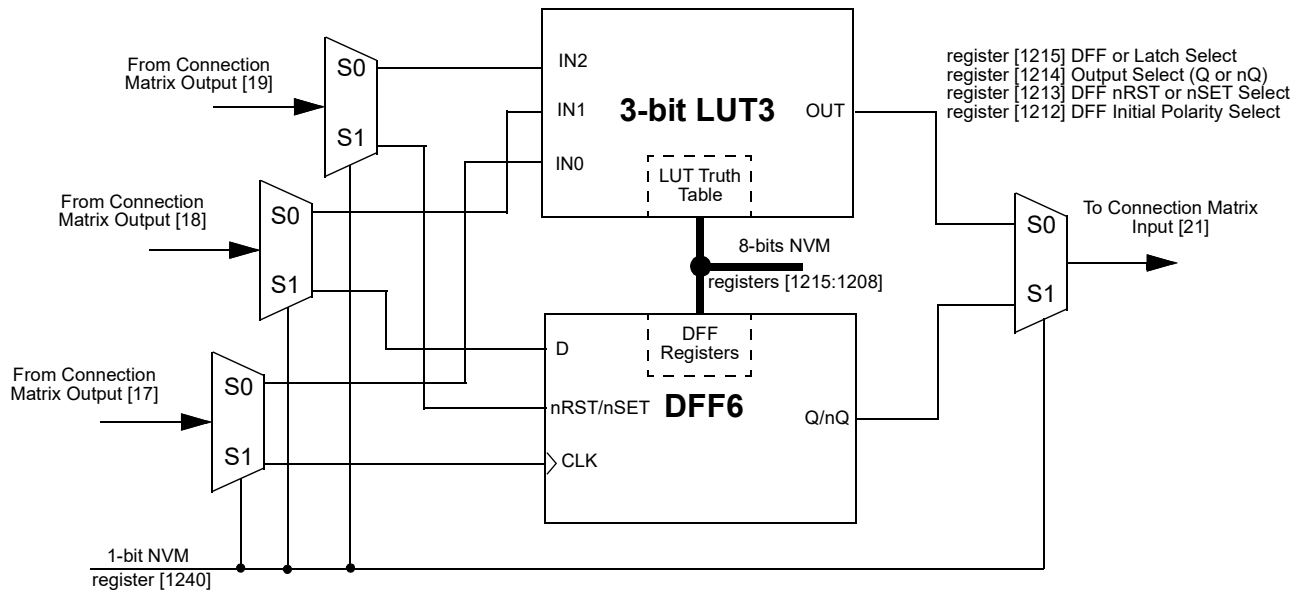 From Connection
Matrix Output [19]
S0
S1
From Connection
Matrix Output [18]
S0
S1
From Connection
Matrix Output [17]
S0
S1
1-bit NVM
register [1240]
IN2
IN1
IN0
3-bit LUT3
OUT
LUT Truth
Table
8-bits NVM
registers [1215:1208]
DFF
Registers
D
nRST/nSET
CLK
DFF6
Q/nQ
register [1215] DFF or Latch Select
register [1214] Output Select (Q or nQ)
register [1213] DFF nRST or nSET Select
register [1212] DFF Initial Polarity Select
S0
S1
To Connection Matrix
Input [21]